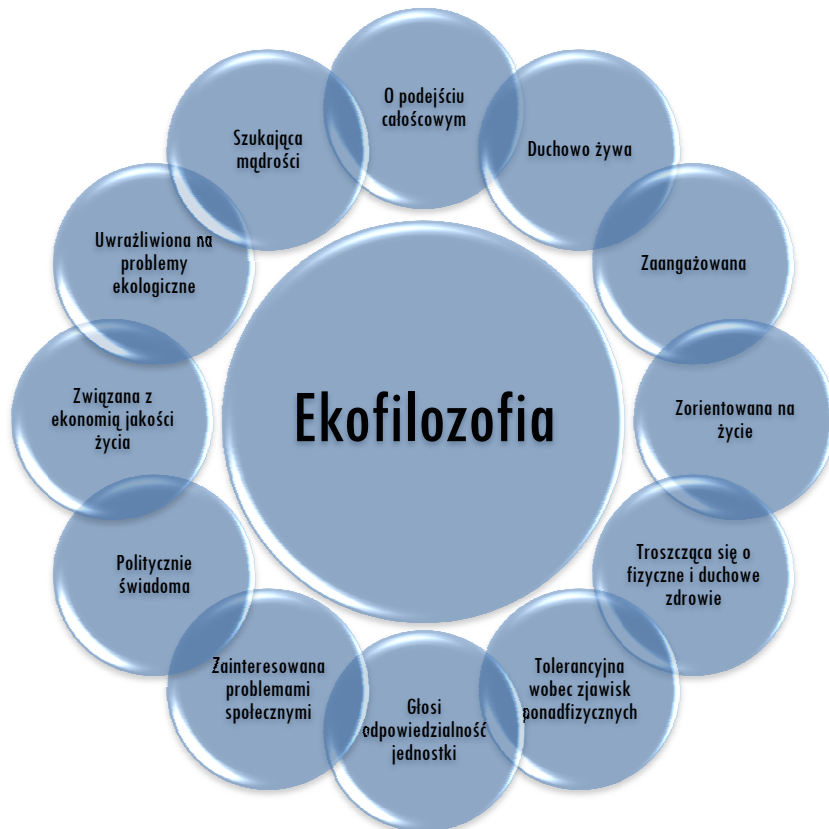 O podejściu
całoścowym
Duchowo żywa
Zaangażowana
Zorientowana na
życie
Troszcząca się o
fizyczne i duchowe
zdrowie
Tolerancyjna
wobec zjawisk
ponadfizycznych
Głosi
odpowiedzialność
jednostki
Zainteresowana
problemami
społecznymi
Politycznie
świadoma
Związana z
ekonomią jakości
życia
Uwrażliwiona na
problemy
ekologiczne
Szukająca
mądrości
Ekofilozofia